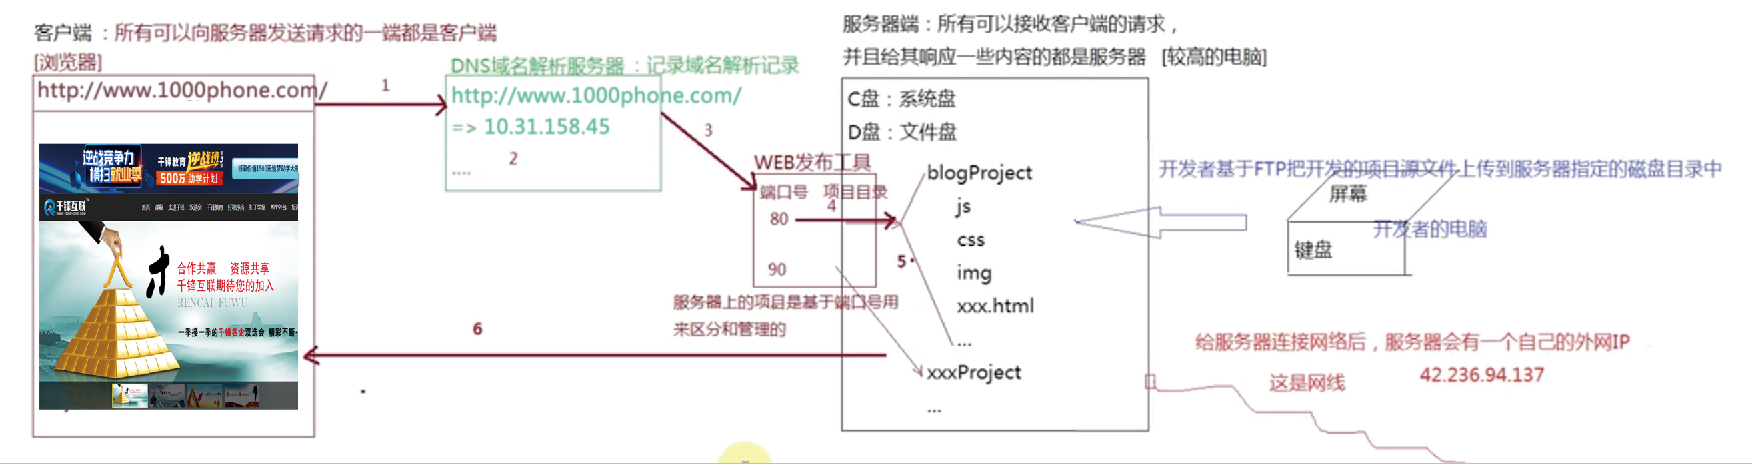 客户端 ：所有可以向服务器发送请求的一端都是客户端
[浏览器]
http://www.1000phone.com/
逆战竞争力
横扫就业季
千锋教育 逆战班
500万 助学计划
千锋互联
合作共赢 资源共享
千锋互联期待您的加入
RENCAI FUWU
1
DNS域名解析服务器 ：记录域名解析记录
http://www.1000phone.com/
=> 10.31.158.45
2
....
3
WEB发布工具
端口号 项目目录
80
4
90
服务器上的项目是基于端口号用
来区分和管理的
5
6
服务器端：所有可以接收客户端的请求，
并且给其响应一些内容的都是服务器 [较高的电脑]
C盘：系统盘
D盘：文件盘
blogProject
js
css
img
xxx.html
...
xxxProject
...
开发者基于FTP把开发的项目源文件上传到服务器指定的磁盘目录中
屏幕
开发者的电脑
键盘
给服务器连接网络后，服务器会有一个自己的外网IP
这是网线
42.236.94.137